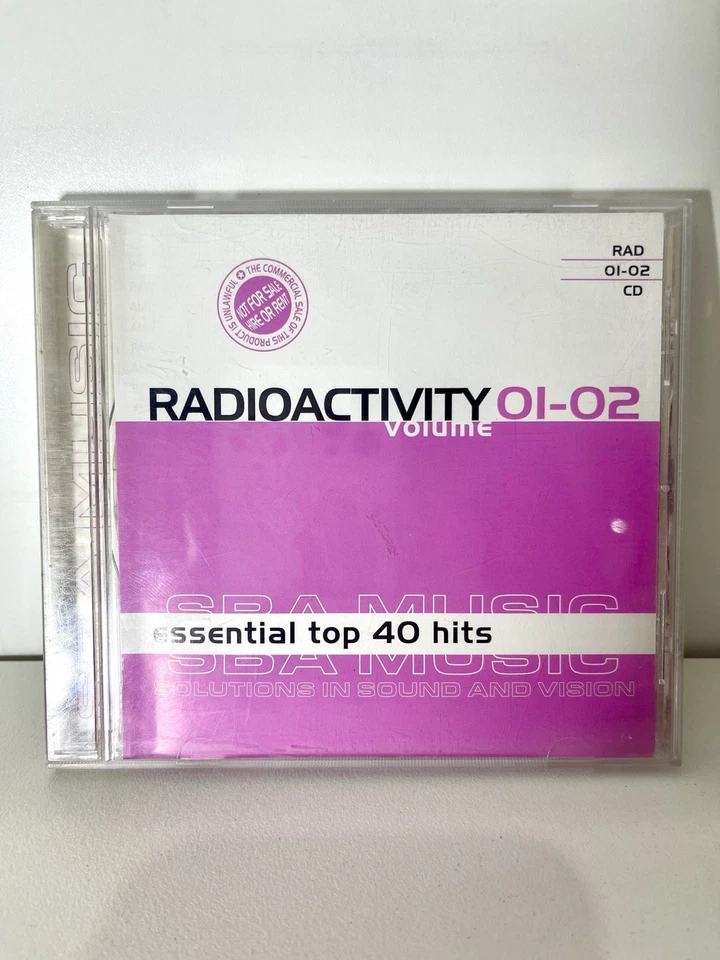 RAD
01-02
CD
THE COMMERCIAL SALE OF THIS PRODUCT IS UNLAWFUL
NOT FOR SALE
HIRE OR RENT
RADIOACTIVITY 01-02
volume
SBA MUSIC
essential top 40 hits
SBA MUSIC
SOLUTIONS IN SOUND AND VISION
MUSIC